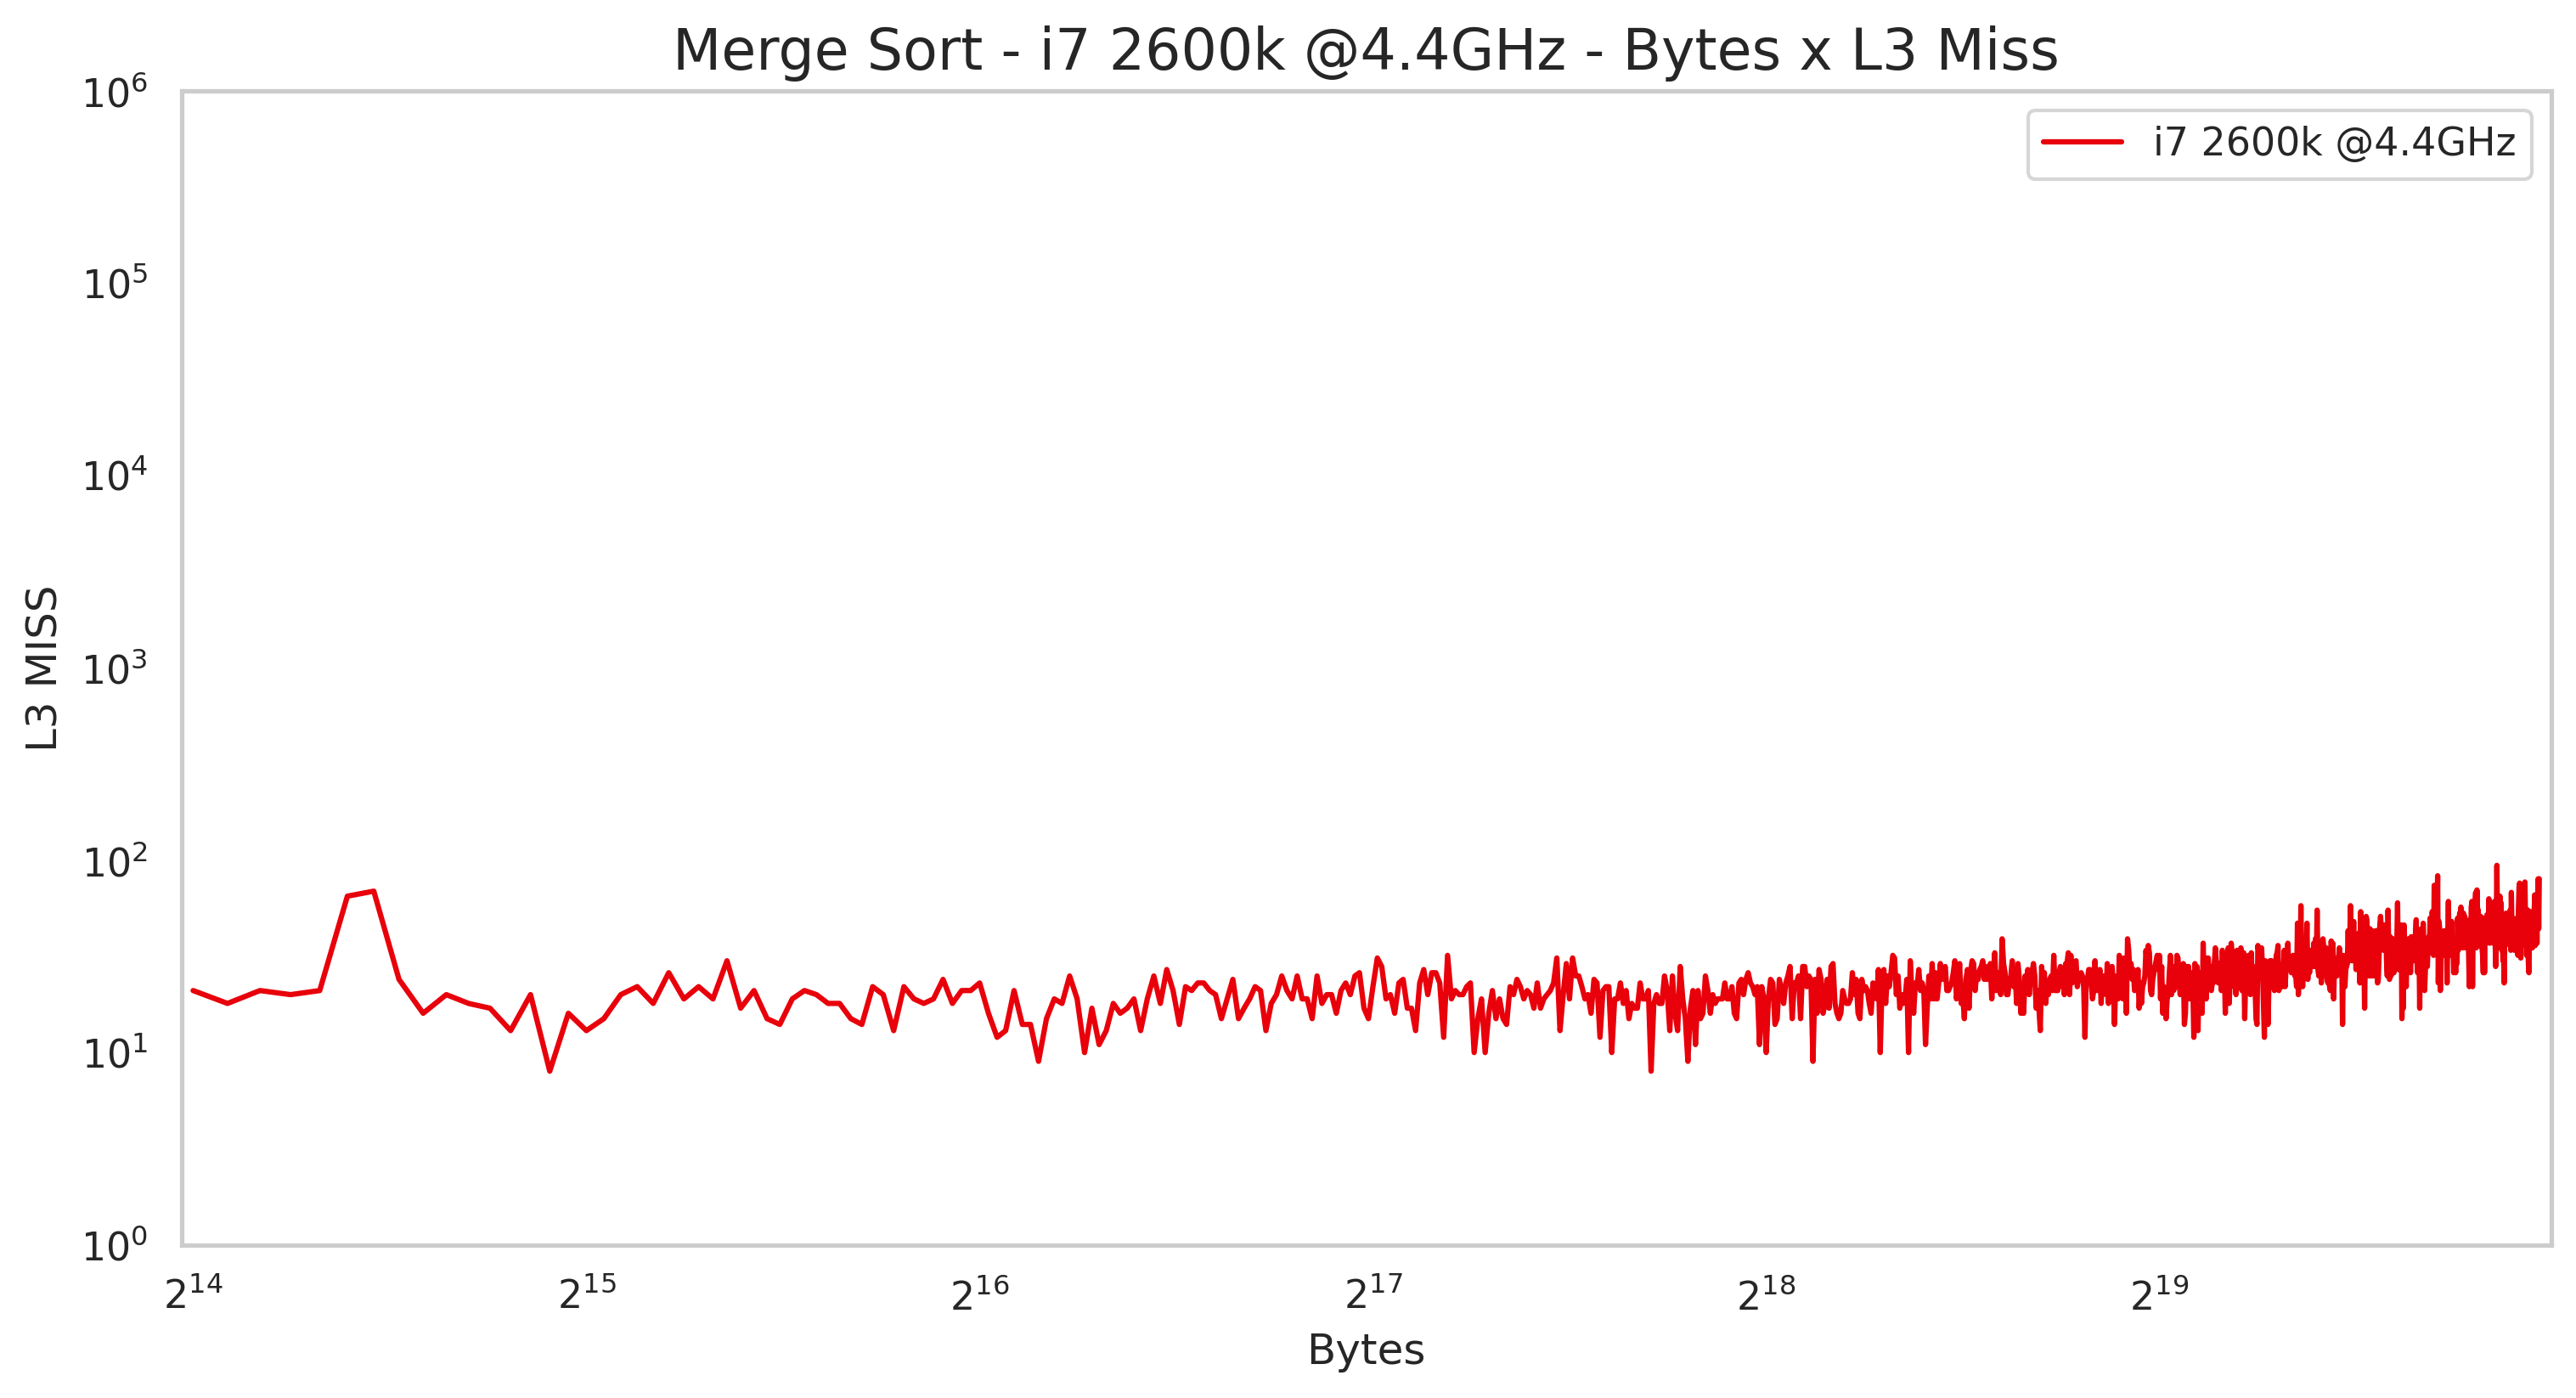 Merge Sort - i7 2600k @4.4GHz - Bytes x L3 Miss
i7 2600k @4.4GHz
10⁶
10⁵
10⁴
10³
10²
10¹
10⁰
L3 MISS
2¹⁴ 2¹⁵ 2¹⁶ 2¹⁷ 2¹⁸ 2¹⁹
Bytes